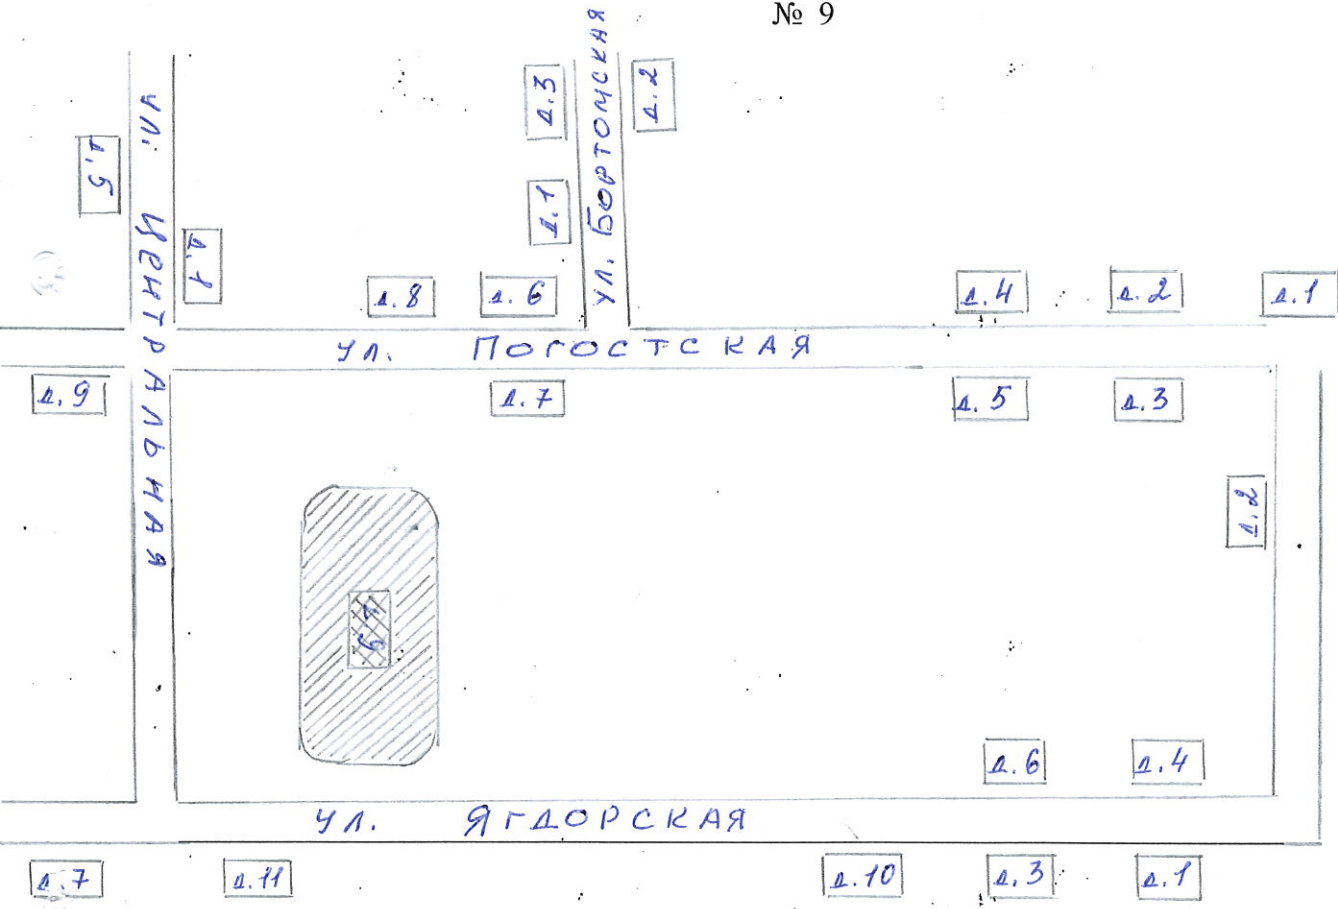 № 9
ул. Бортомская
д.3
д.2
ул. Центральная
д.5
д.1
д.1
д.8
д.6
д.4
д.2
д.1
ул. Погостская
д.9
д.7
д.5
д.3
д.2
д.6
д.4
ул. Ягдорская
д.7
д.11
д.10
д.3
д.1